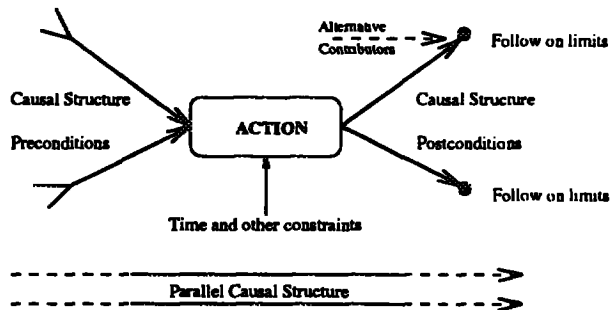 Alternative
Contributors
Follow on limits
Causal Structure
Causal Structure
ACTION
Preconditions
Postconditions
Follow on limits
Time and other constraints
Parallel Causal Structure